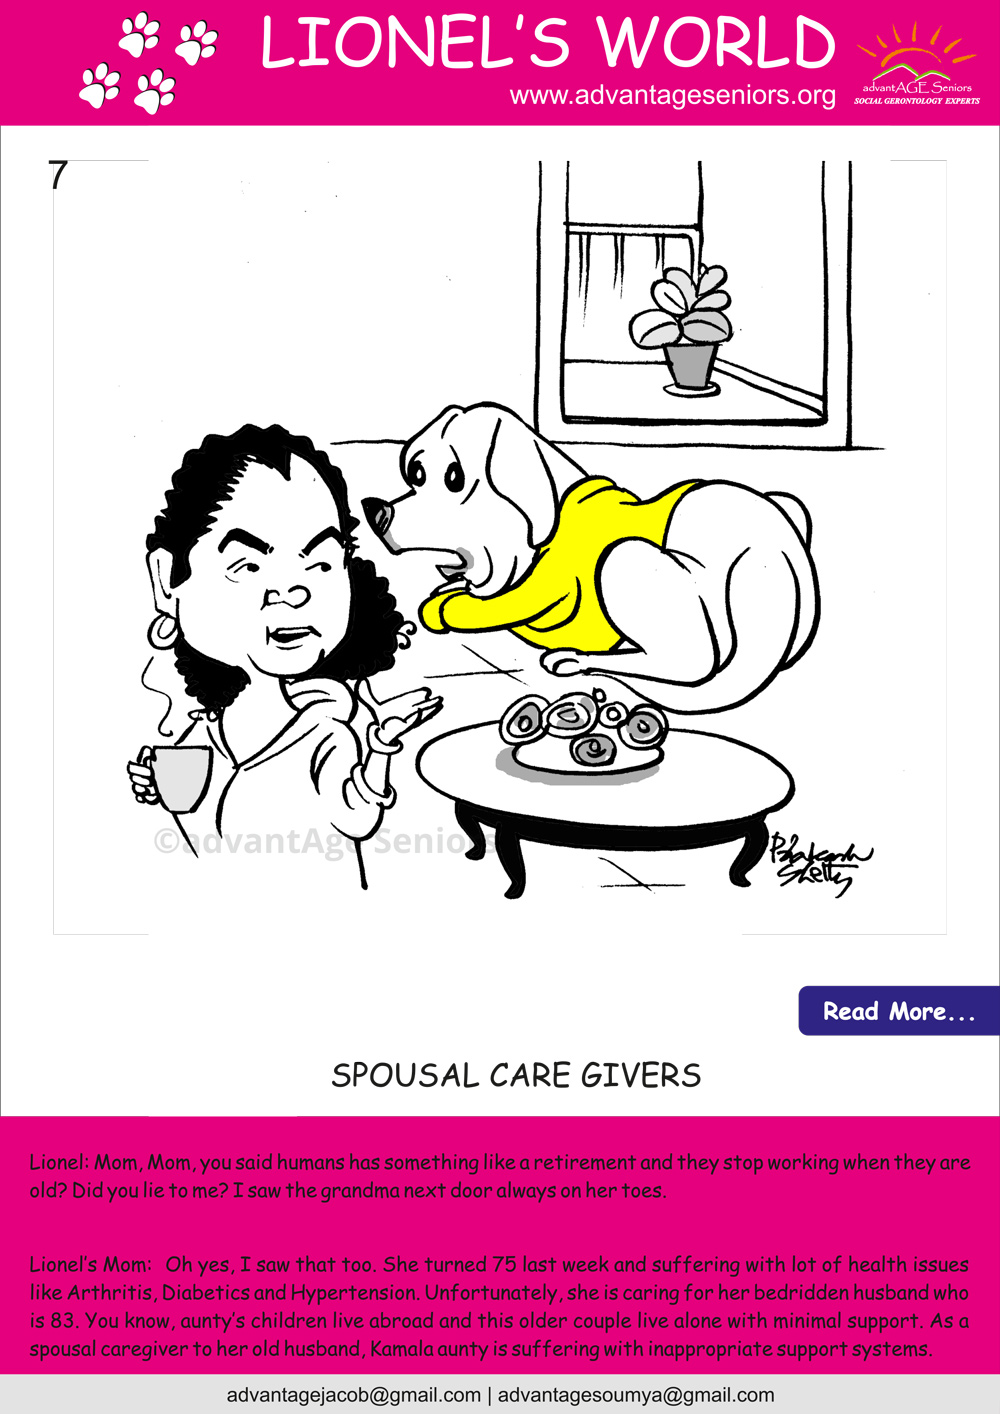 LIONEL'S WORLD
www.advantageseniors.org
advantAGE Seniors
SOCIAL GERONTOLOGY EXPERTS
7
©advantAge Seniors
Prakash
Shetty
Read More...
SPOUSAL CARE GIVERS
Lionel: Mom, Mom, you said humans has something like a retirement and they stop working when they are
old? Did you lie to me? I saw the grandma next door always on her toes.
Lionel's Mom: Oh yes, I saw that too. She turned 75 last week and suffering with lot of health issues
like Arthritis, Diabetics and Hypertension. Unfortunately, she is caring for her bedridden husband who
is 83. You know, aunty's children live abroad and this older couple live alone with minimal support. As a
spousal caregiver to her old husband, Kamala aunty is suffering with inappropriate support systems.
advantagejacob@gmail.com | advantagesoumya@gmail.com